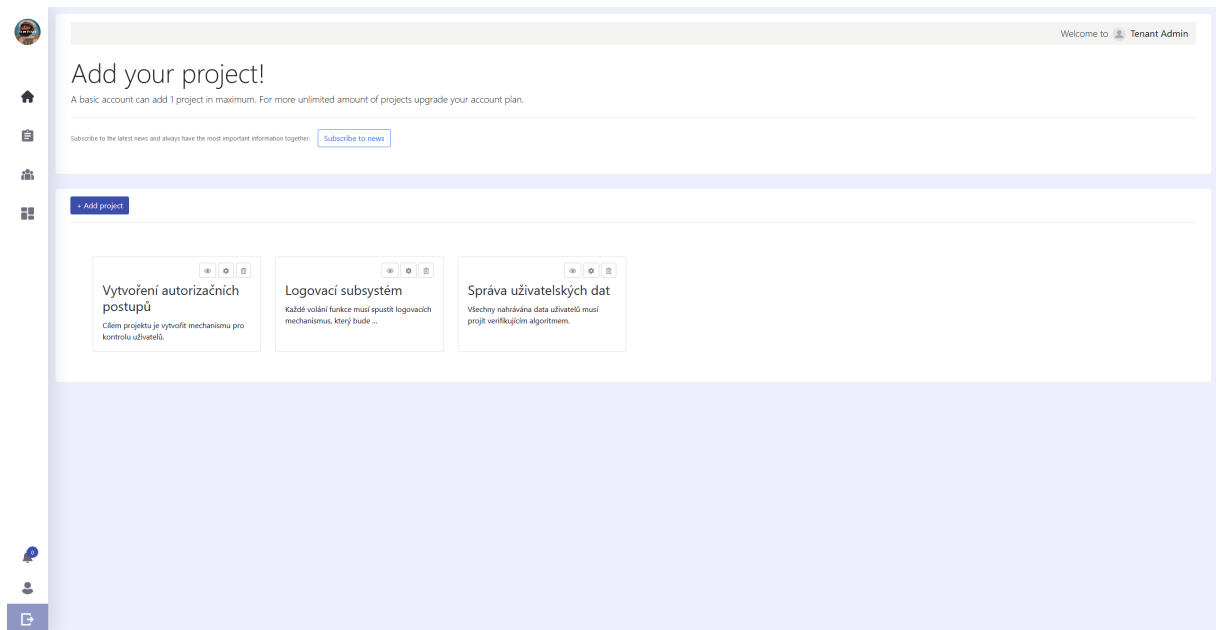 Welcome to Tenant Admin
Add your project!
A basic account can add 1 project in maximum. For more unlimited amount of projects upgrade your account plan.
Subscribe to the latest news and always have the most important information together.
Subscribe to news
+ Add project
Vytvoření autorizačních
postupů
Cílem projektu je vytvořit mechanismu pro
kontrolu uživatelů.
Logovací subsystém
Každé volání funkce musí spustit logovacích
mechanismus, který bude ...
Správa uživatelských dat
Všechny nahrávána data uživatelů musí
projít verifikujícím algoritmem.
0